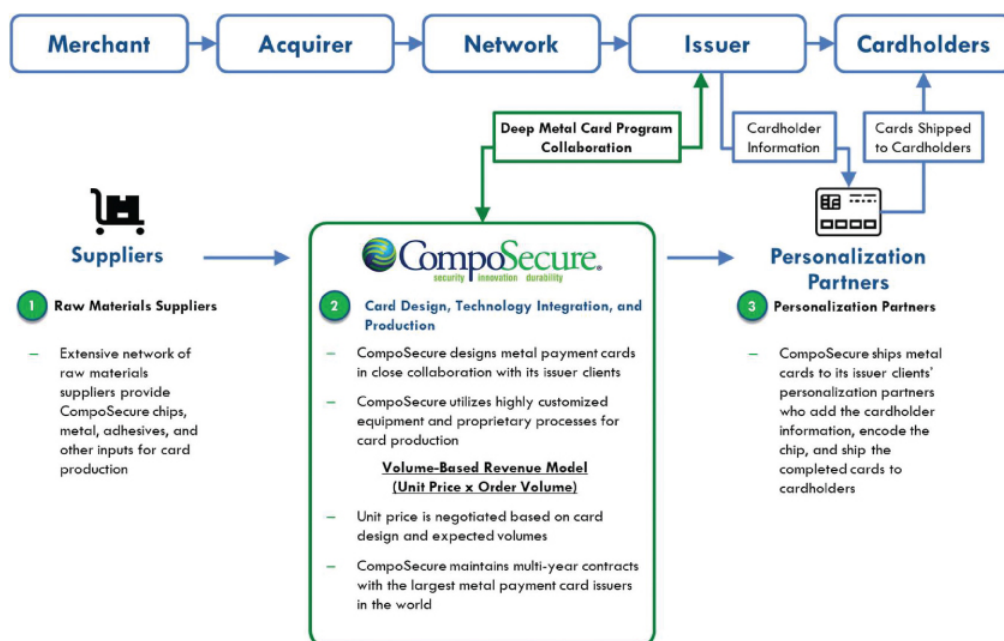 Merchant
Acquirer
Network
Issuer
Cardholders
Deep Metal Card Program
Collaboration
Cardholder
Information
Cards Shipped
to Cardholders
Suppliers
CompoSecure®
security innovation durability
Personalization
Partners
1 Raw Materials Suppliers
– Extensive network of
raw materials
suppliers provide
CompoSecure chips,
metal, adhesives, and
other inputs for card
production
2 Card Design, Technology Integration, and
Production
– CompoSecure designs metal payment cards
in close collaboration with its issuer clients
– CompoSecure utilizes highly customized
equipment and proprietary processes for
card production
Volume-Based Revenue Model
(Unit Price x Order Volume)
– Unit price is negotiated based on card
design and expected volumes
– CompoSecure maintains multi-year contracts
with the largest metal payment card issuers
in the world
3 Personalization Partners
– CompoSecure ships metal
cards to its issuer clients'
personalization partners
who add the cardholder
information, encode the
chip, and ship the
completed cards to
cardholders